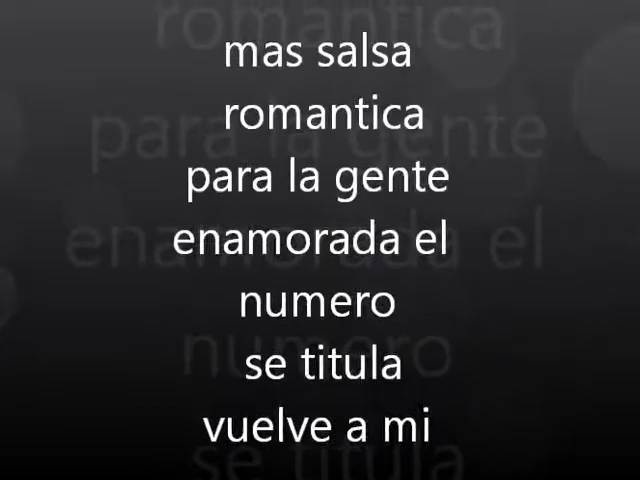 mas salsa
romantica
para la gente
enamorada el
numero
se titula
vuelve a mi